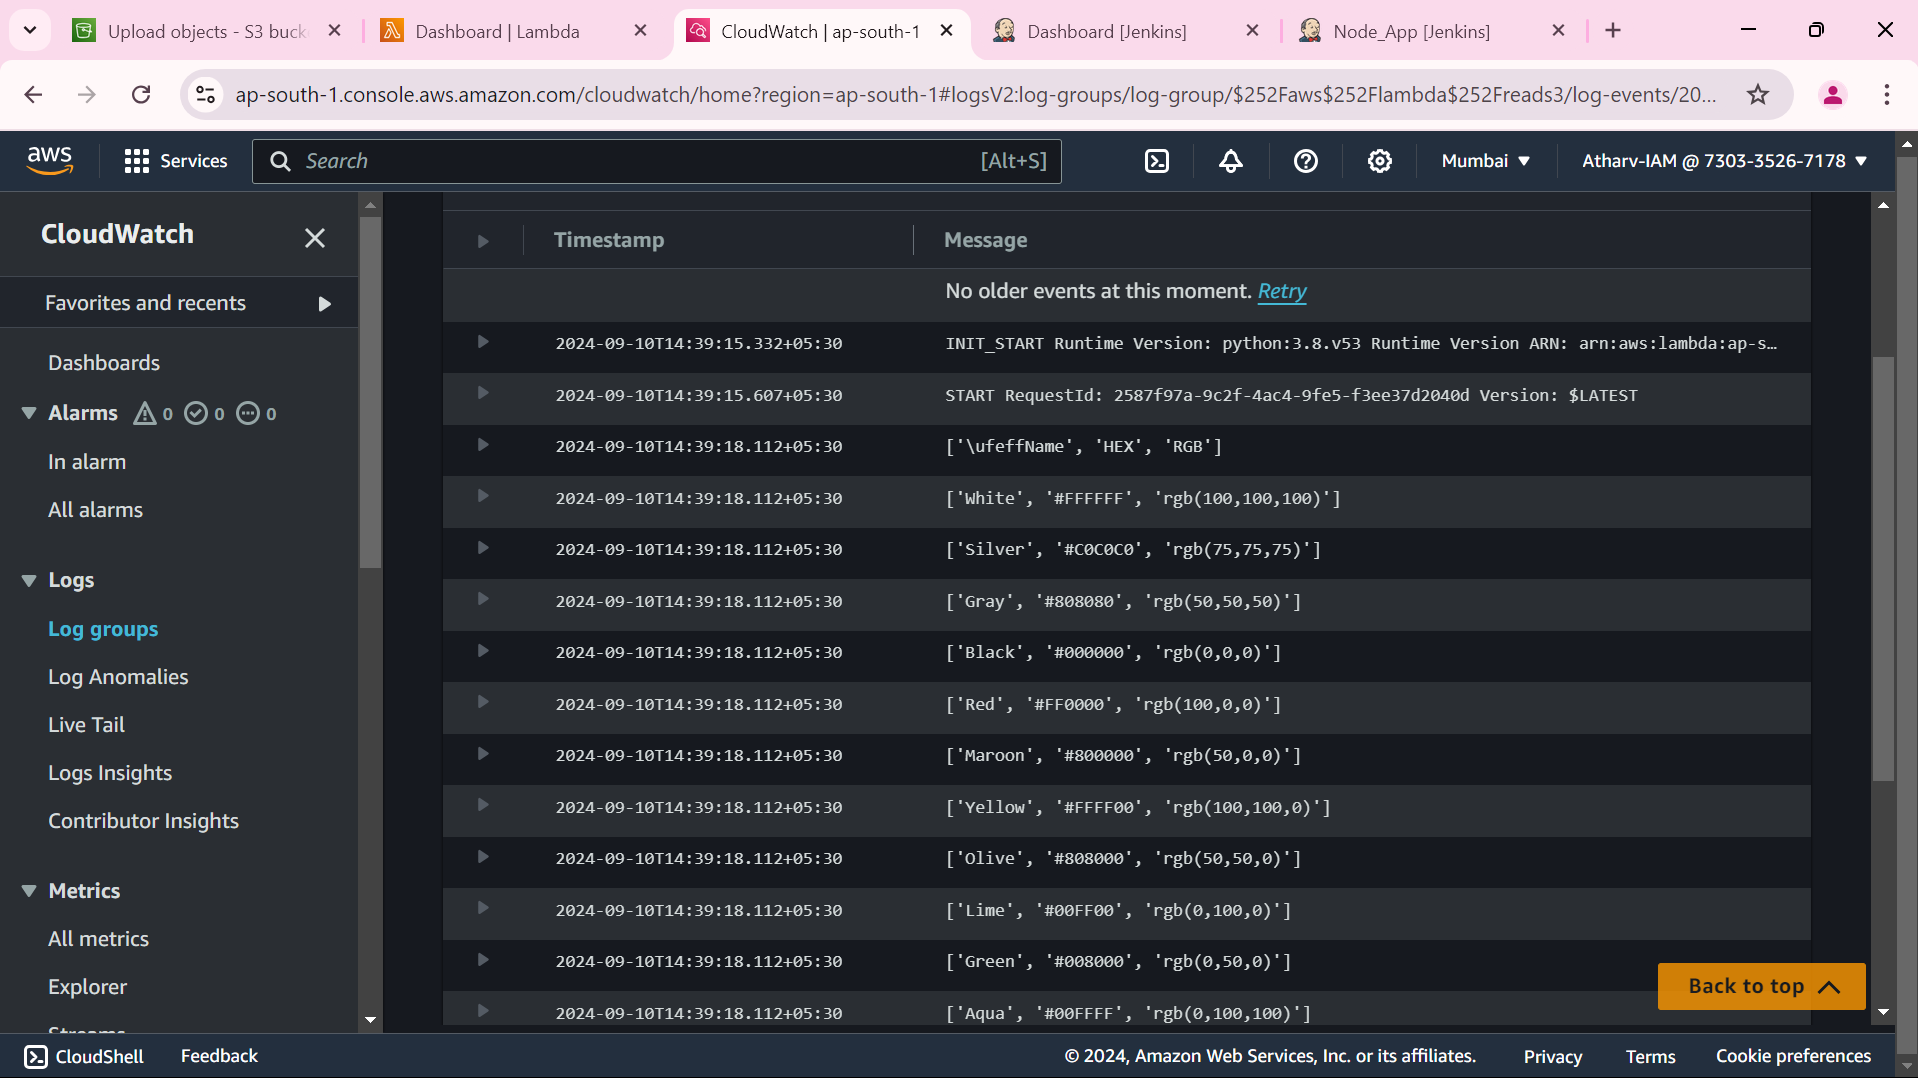 Upload objects - S3 buck
Dashboard | Lambda
CloudWatch | ap-south-1
Dashboard [Jenkins]
Node_App [Jenkins]
ap-south-1.console.aws.amazon.com/cloudwatch/home?region=ap-south-1#logsV2:log-groups/log-group/$252Faws$252Flambda$252Freads3/log-events/20...
aws Services Search [Alt+S] Mumbai Atharv-IAM @ 7303-3526-7178
CloudWatch
Favorites and recents
Dashboards
Alarms 0 0 0
In alarm
All alarms
Logs
Log groups
Log Anomalies
Live Tail
Logs Insights
Contributor Insights
Metrics
All metrics
Explorer
Streams
Timestamp Message
No older events at this moment. Retry
2024-09-10T14:39:15.332+05:30 INIT_START Runtime Version: python:3.8.v53 Runtime Version ARN: arn:aws:lambda:ap-s…
2024-09-10T14:39:15.607+05:30 START RequestId: 2587f97a-9c2f-4ac4-9fe5-f3ee37d2040d Version: $LATEST
2024-09-10T14:39:18.112+05:30 ['\ufeffName', 'HEX', 'RGB']
2024-09-10T14:39:18.112+05:30 ['White', '#FFFFFF', 'rgb(100,100,100)']
2024-09-10T14:39:18.112+05:30 ['Silver', '#C0C0C0', 'rgb(75,75,75)']
2024-09-10T14:39:18.112+05:30 ['Gray', '#808080', 'rgb(50,50,50)']
2024-09-10T14:39:18.112+05:30 ['Black', '#000000', 'rgb(0,0,0)']
2024-09-10T14:39:18.112+05:30 ['Red', '#FF0000', 'rgb(100,0,0)']
2024-09-10T14:39:18.112+05:30 ['Maroon', '#800000', 'rgb(50,0,0)']
2024-09-10T14:39:18.112+05:30 ['Yellow', '#FFFF00', 'rgb(100,100,0)']
2024-09-10T14:39:18.112+05:30 ['Olive', '#808000', 'rgb(50,50,0)']
2024-09-10T14:39:18.112+05:30 ['Lime', '#00FF00', 'rgb(0,100,0)']
2024-09-10T14:39:18.112+05:30 ['Green', '#008000', 'rgb(0,50,0)']
2024-09-10T14:39:18.112+05:30 ['Aqua', '#00FFFF', 'rgb(0,100,100)']
Back to top
CloudShell Feedback © 2024, Amazon Web Services, Inc. or its affiliates. Privacy Terms Cookie preferences